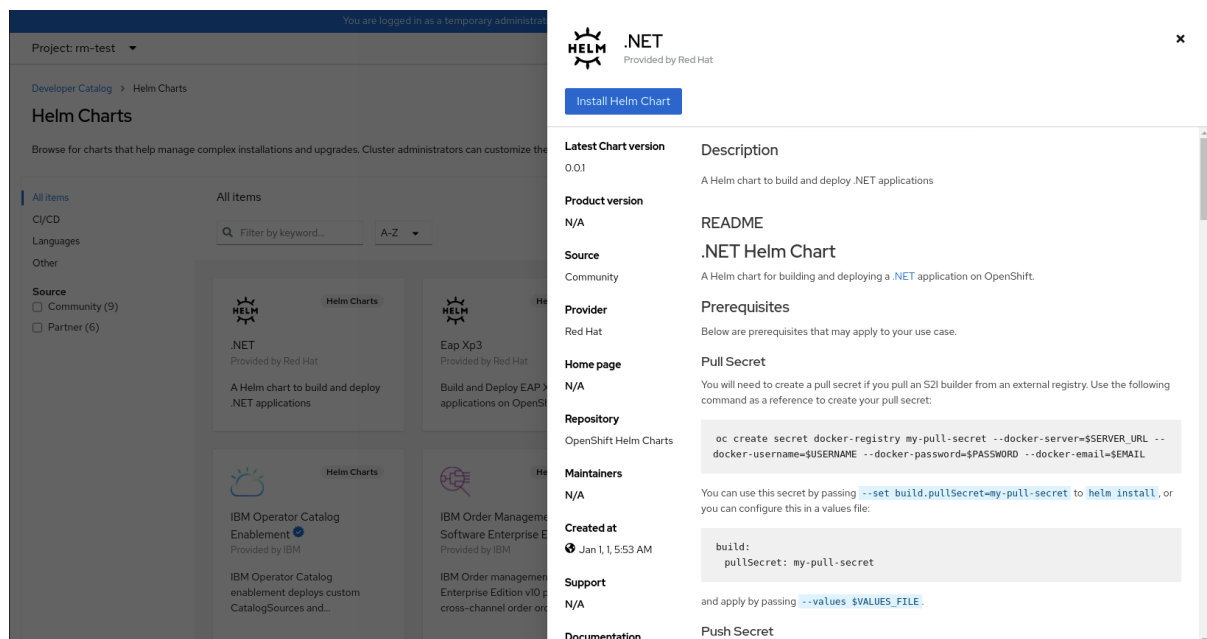 You are logged in as a temporary administrat
Project: rm-test
Developer Catalog > Helm Charts
Helm Charts
Browse for charts that help manage complex installations and upgrades. Cluster administrators can customize the
All items
CI/CD
Languages
Other
Source
Community (9)
Partner (6)
All items
Filter by keyword...
A-Z
HELM
Helm Charts
.NET
Provided by Red Hat
A Helm chart to build and deploy
.NET applications
HELM
He
Eap Xp3
Provided by Red Hat
Build and Deploy EAP X
applications on OpenSh
Helm Charts
IBM Operator Catalog
Enablement
Provided by IBM
IBM Operator Catalog
enablement deploys custom
CatalogSources and...
He
IBM Order Manageme
Software Enterprise E
Provided by IBM
IBM Order managemen
Enterprise Edition v10 p
cross-channel order orc
HELM
.NET
Provided by Red Hat
Install Helm Chart
Latest Chart version
0.0.1
Product version
N/A
Source
Community
Provider
Red Hat
Home page
N/A
Repository
OpenShift Helm Charts
Maintainers
N/A
Created at
Jan 1, 1, 5:53 AM
Support
N/A
Documentation
Description
A Helm chart to build and deploy .NET applications
README
.NET Helm Chart
A Helm chart for building and deploying a .NET application on OpenShift.
Prerequisites
Below are prerequisites that may apply to your use case.
Pull Secret
You will need to create a pull secret if you pull an S2I builder from an external registry. Use the following
command as a reference to create your pull secret:
oc create secret docker-registry my-pull-secret --docker-server=$SERVER_URL --
docker-username=$USERNAME --docker-password=$PASSWORD --docker-email=$EMAIL
You can use this secret by passing --set build.pullSecret=my-pull-secret to helm install, or
you can configure this in a values file:
build:
pullSecret: my-pull-secret
and apply by passing --values $VALUES_FILE.
Push Secret